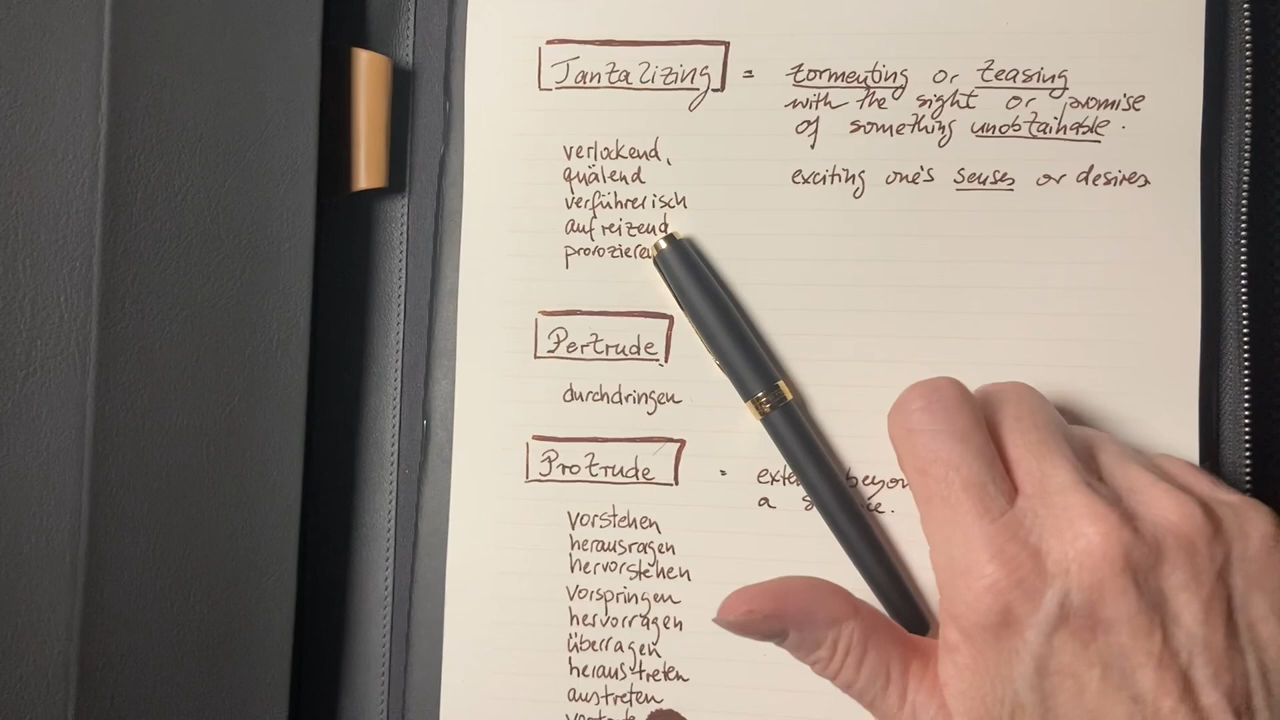 Tantalizing = tormenting or teasing
with the sight or promise
of something unobtainable.
verlockend,
quälend
verführerisch
aufreizend
exciting one's senses or desires
Pertrude
durchdringen
Protrude =
a
vorstehen
herausragen
hervorstehen
vorspringen
hervorragen
überragen
heraustreten
austreten